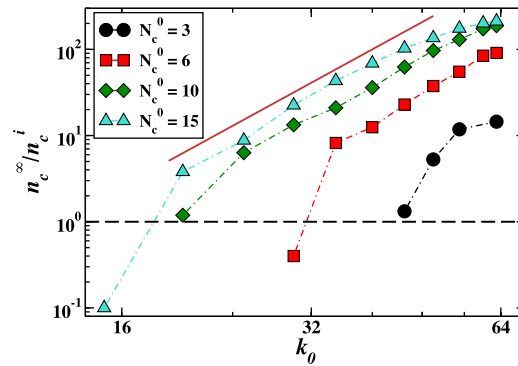 N_c^0 = 3
N_c^0 = 6
N_c^0 = 10
N_c^0 = 15
10^2
10^1
10^0
10^-1
n_c^∞/n_c^i
16 32 64
k_0